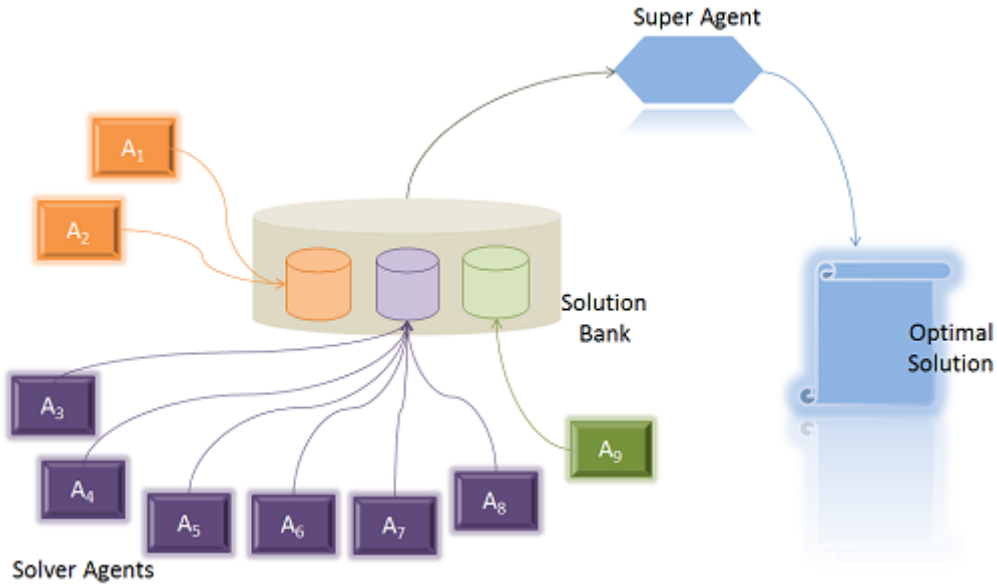 Super Agent
A₁
A₂
Solution
Bank
Optimal
Solution
A₃
A₄
A₅
A₆
A₇
A₈
A₉
Solver Agents